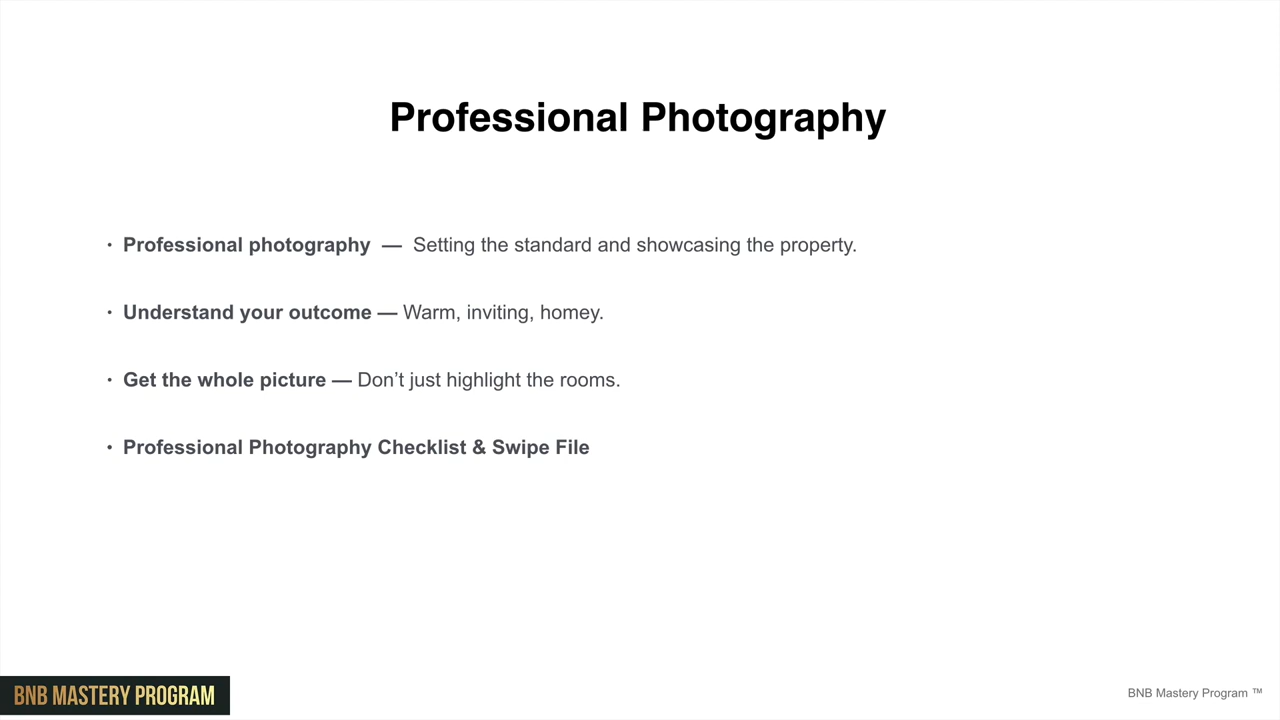 Professional Photography
• Professional photography — Setting the standard and showcasing the property.
• Understand your outcome — Warm, inviting, homey.
• Get the whole picture — Don’t just highlight the rooms.
• Professional Photography Checklist & Swipe File
BNB MASTERY PROGRAM
BNB Mastery Program ™